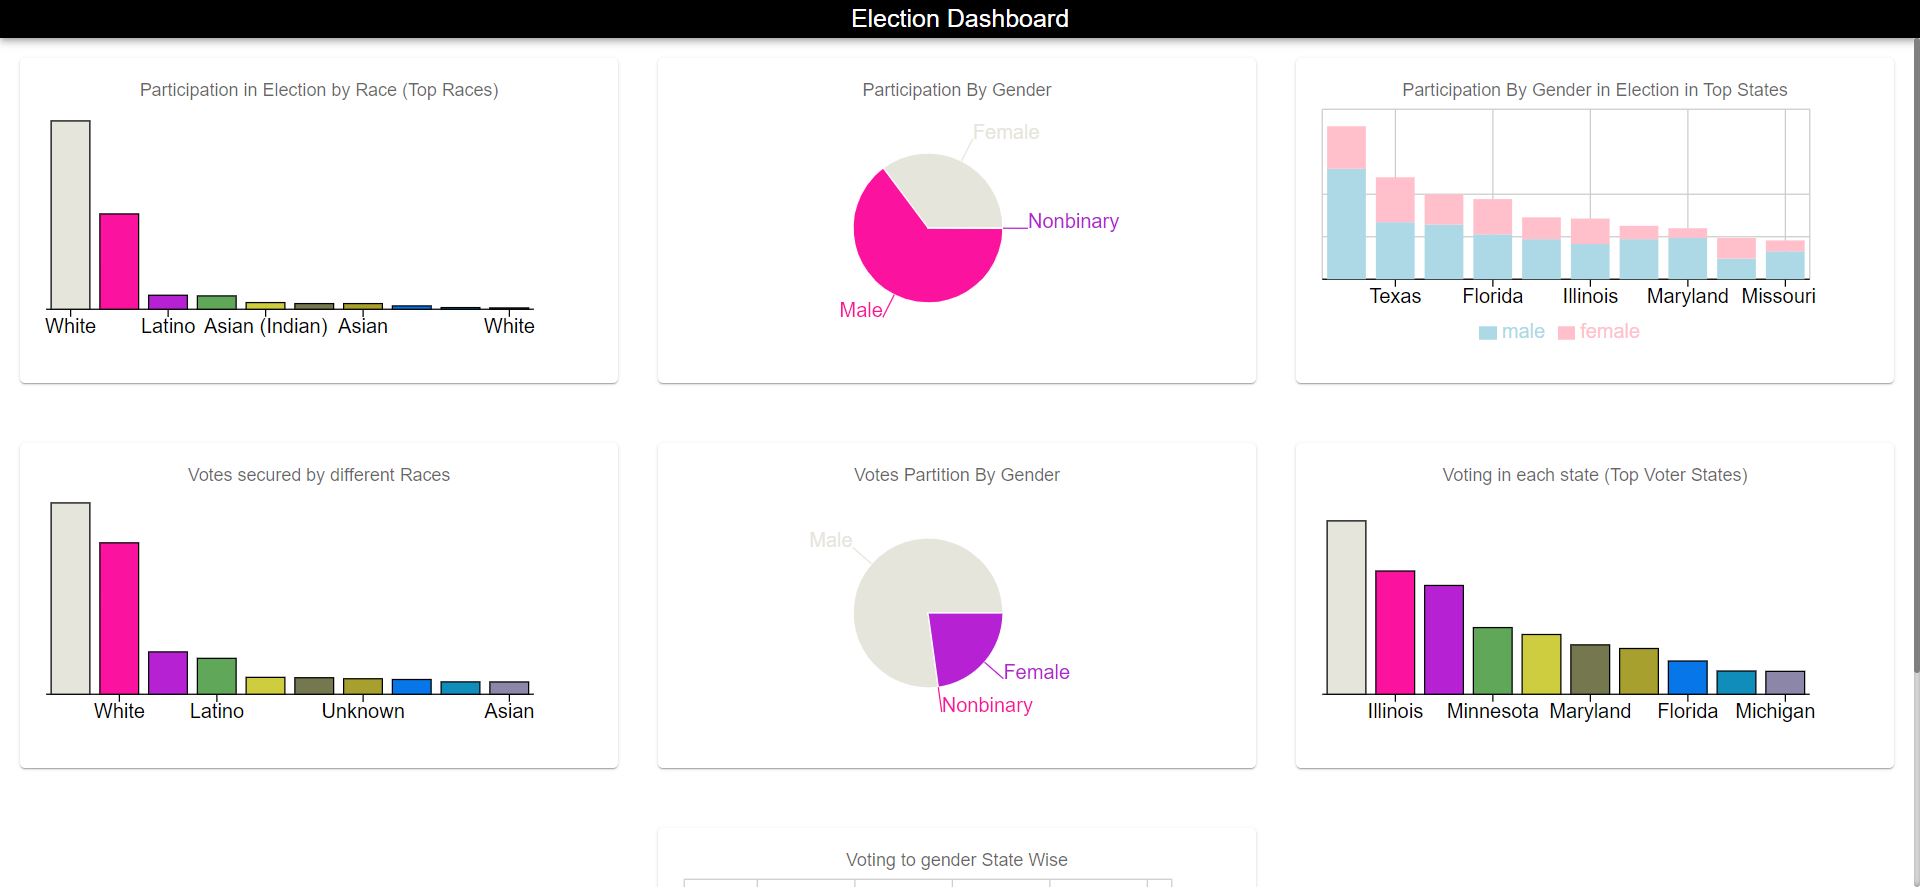 Election Dashboard
Participation in Election by Race (Top Races)
White
Latino
Asian (Indian)
Asian
White
Participation By Gender
Female
Nonbinary
Male
Participation By Gender in Election in Top States
Texas
Florida
Illinois
Maryland
Missouri
male
female
Votes secured by different Races
White
Latino
Unknown
Asian
Votes Partition By Gender
Male
Female
Nonbinary
Voting in each state (Top Voter States)
Illinois
Minnesota
Maryland
Florida
Michigan
Voting to gender State Wise